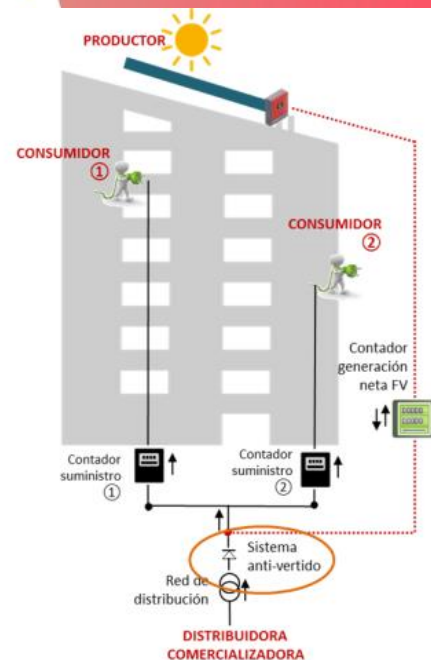 PRODUCTOR
CONSUMIDOR
①
CONSUMIDOR
②
Contador
generación
neta FV
Contador
suministro
①
Contador
suministro
②
Sistema
anti-vertido
Red de
distribución
DISTRIBUIDORA
COMERCIALIZADORA